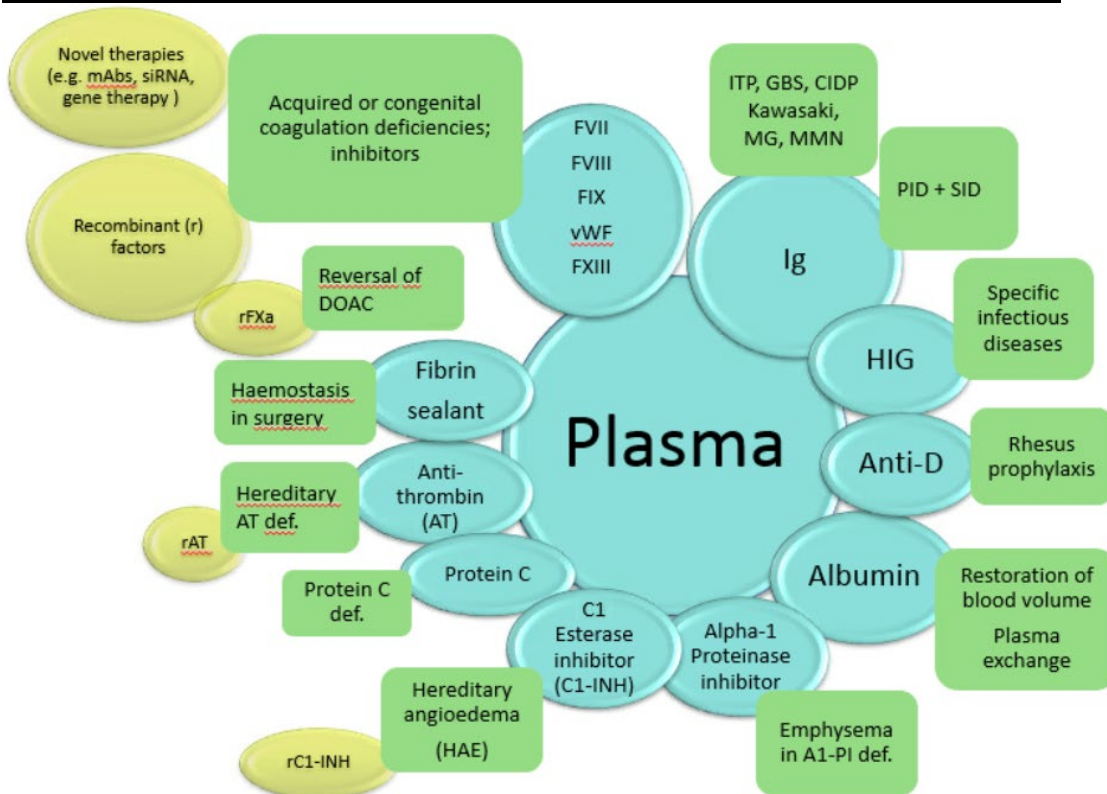 Novel therapies
(e.g. mAbs, siRNA,
gene therapy )
Acquired or congenital
coagulation deficiencies;
inhibitors
FVII
FVIII
FIX
vWF
FXIII
ITP, GBS, CIDP
Kawasaki,
MG, MMN
PID + SID
Ig
Recombinant (r)
factors
rFXa
Reversal of
DOAC
Specific
infectious
diseases
HIG
Fibrin
sealant
Haemostasis
in surgery
Plasma
Anti-D
Rhesus
prophylaxis
Anti-
thrombin
(AT)
Hereditary
AT def.
rAT
Protein C
Protein C
def.
Albumin
Restoration of
blood volume
Plasma
exchange
C1
Esterase
inhibitor
(C1-INH)
Alpha-1
Proteinase
inhibitor
Hereditary
angioedema
(HAE)
rC1-INH
Emphysema
in A1-PI def.